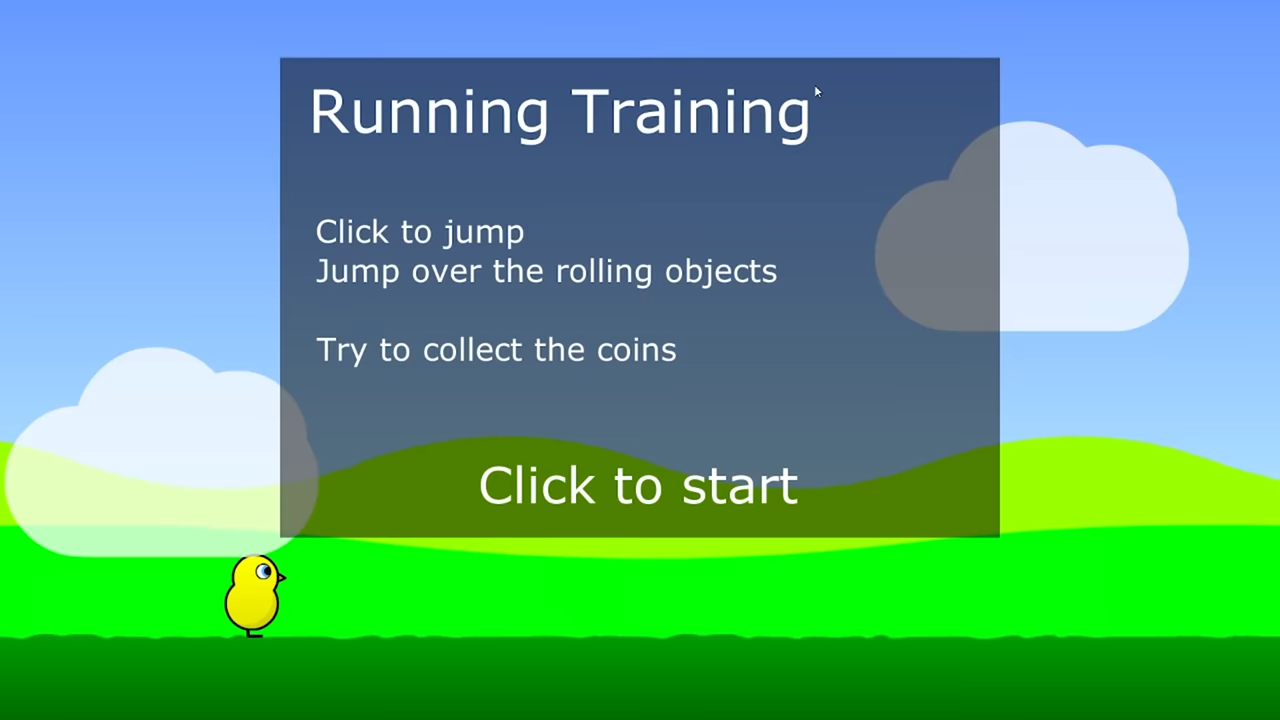 Running Training
Click to jump
Jump over the rolling objects
Try to collect the coins
Click to start